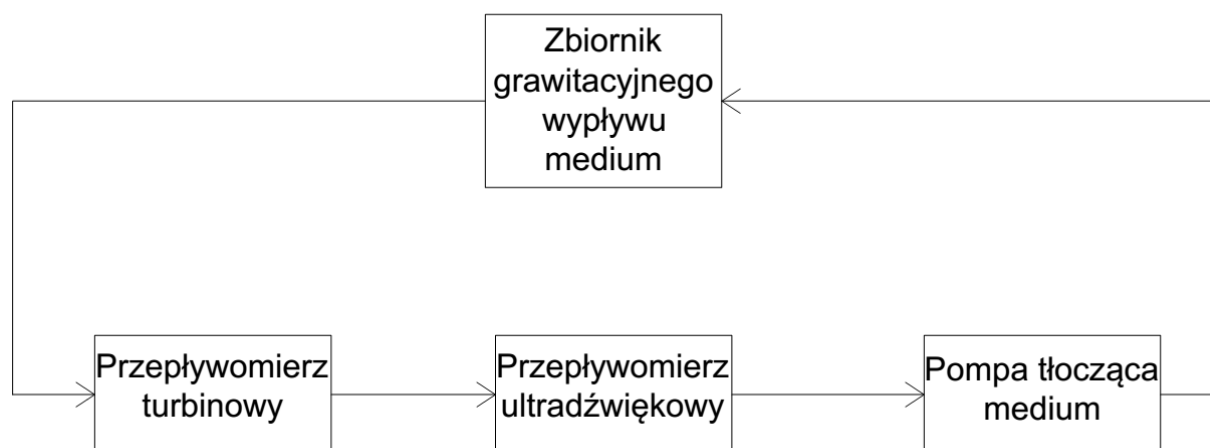 Zbiornik
grawitacyjnego
wypływu
medium
Przepływomierz
turbinowy
Przepływomierz
ultradźwiękowy
Pompa tłocząca
medium